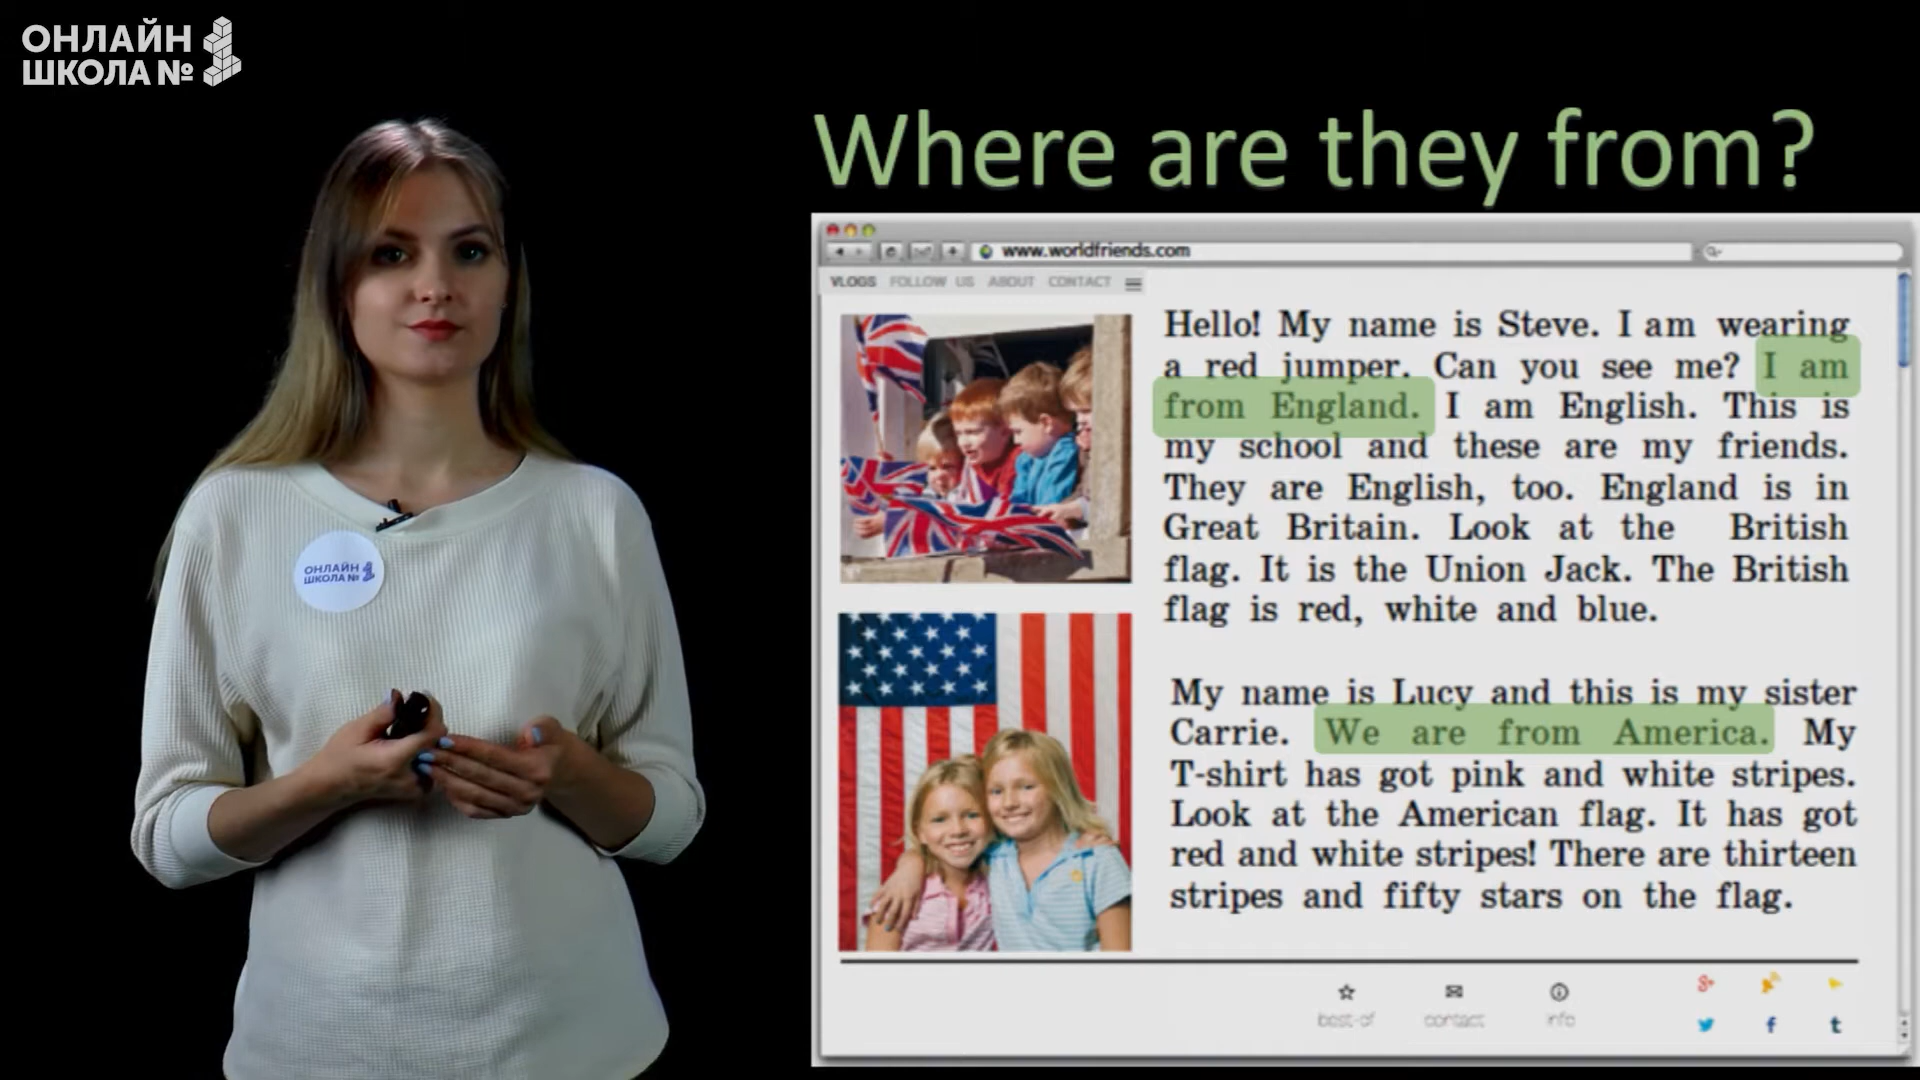 ОНЛАЙН
ШКОЛА №1
Where are they from?
www.worldfriends.com
VLOGS FOLLOW US ABOUT CONTACT
Hello! My name is Steve. I am wearing
a red jumper. Can you see me? I am
from England. I am English. This is
my school and these are my friends.
They are English, too. England is in
Great Britain. Look at the British
flag. It is the Union Jack. The British
flag is red, white and blue.
My name is Lucy and this is my sister
Carrie. We are from America. My
T-shirt has got pink and white stripes.
Look at the American flag. It has got
red and white stripes! There are thirteen
stripes and fifty stars on the flag.
best-of contact info
ОНЛАЙН
ШКОЛА №1